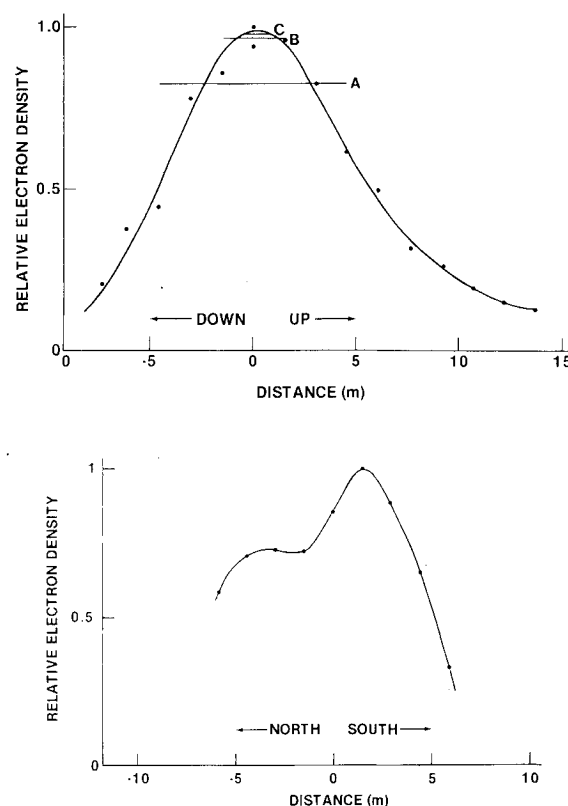 1.0
C
B
A
RELATIVE ELECTRON DENSITY
0.5
0
← DOWN UP →
0 -5 0 5 10 15
DISTANCE (m)
1
RELATIVE ELECTRON DENSITY
0.5
0
← NORTH SOUTH →
-10 -5 0 5 10
DISTANCE (m)